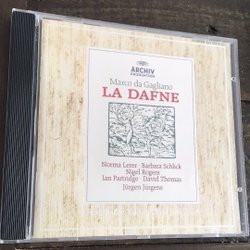 ARCHIV
PRODUKTION
Marco da Gagliano
LA DAFNE
Norma Lerer · Barbara Schlick
Nigel Rogers
Ian Partridge · David Thomas
Jürgen Jürgens